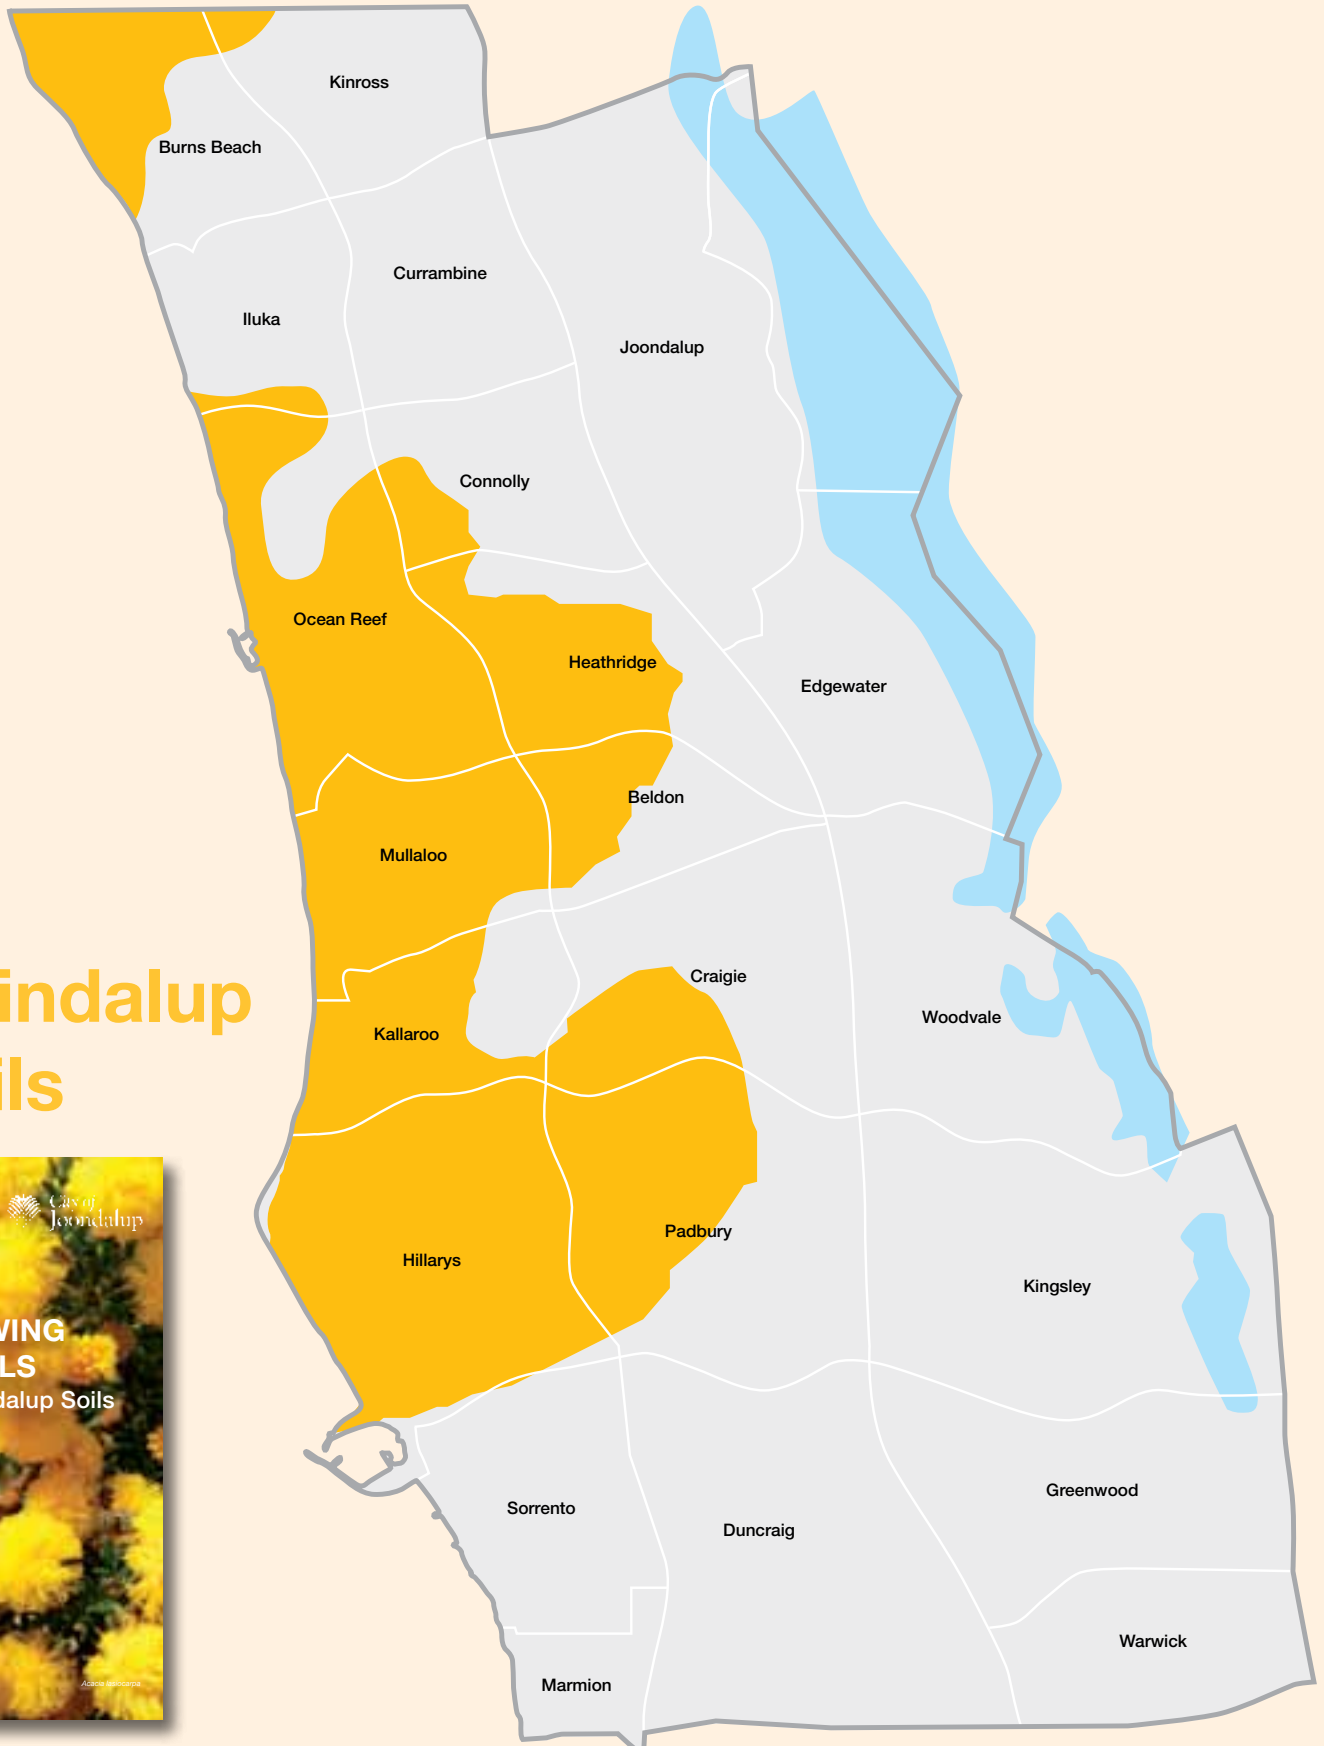 Kinross
Burns Beach
Currambine
Iluka
Joondalup
Connolly
Ocean Reef
Heathridge
Edgewater
Beldon
Mullaloo
Craigie
Woodvale
Kallaroo
Padbury
Hillarys
Kingsley
Greenwood
Sorrento
Duncraig
Warwick
Marmion
indalup
ils
City of
Joondalup
WING
LS
dalup Soils